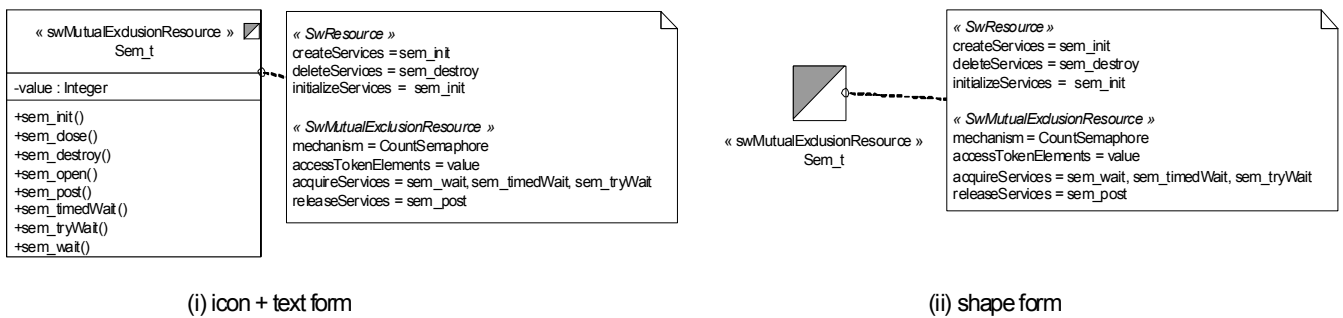 « swMutualExclusionResource »
Sem_t
-value : Integer
+sem_init()
+sem_close()
+sem_destroy()
+sem_open()
+sem_post()
+sem_timedWait()
+sem_tryWait()
+sem_wait()
« SwResource »
createServices = sem_init
deleteServices = sem_destroy
initializeServices = sem_init
« SwMutualExclusionResource »
mechanism = CountSemaphore
accessTokenElements = value
acquireServices = sem_wait, sem_timedWait, sem_tryWait
releaseServices = sem_post
(i) icon + text form
« swMutualExclusionResource »
Sem_t
« SwResource »
createServices = sem_init
deleteServices = sem_destroy
initializeServices = sem_init
« SwMutualExclusionResource »
mechanism = CountSemaphore
accessTokenElements = value
acquireServices = sem_wait, sem_timedWait, sem_tryWait
releaseServices = sem_post
(ii) shape form